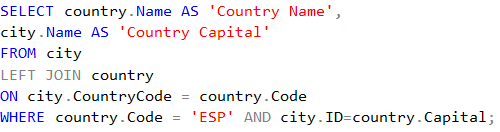 SELECT country.Name AS 'Country Name',
city.Name AS 'Country Capital'
FROM city
LEFT JOIN country
ON city.CountryCode = country.Code
WHERE country.Code = 'ESP' AND city.ID=country.Capital;